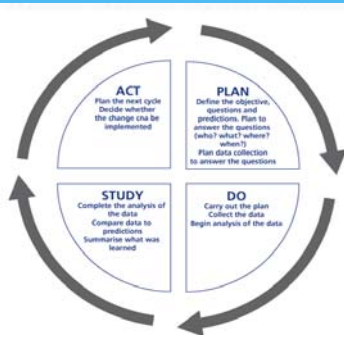 ACT
Plan the next cycle
Decide whether
the change cna be
implemented
PLAN
Define the objective,
questions and
predictions. Plan to
answer the questions
(who? what? where?
when?)
Plan data collection
to answer the questions
STUDY
Complete the analysis of
the data
Compare data to
predictions
Summarise what was
learned
DO
Carry out the plan
Collect the data
Begin analysis of the data